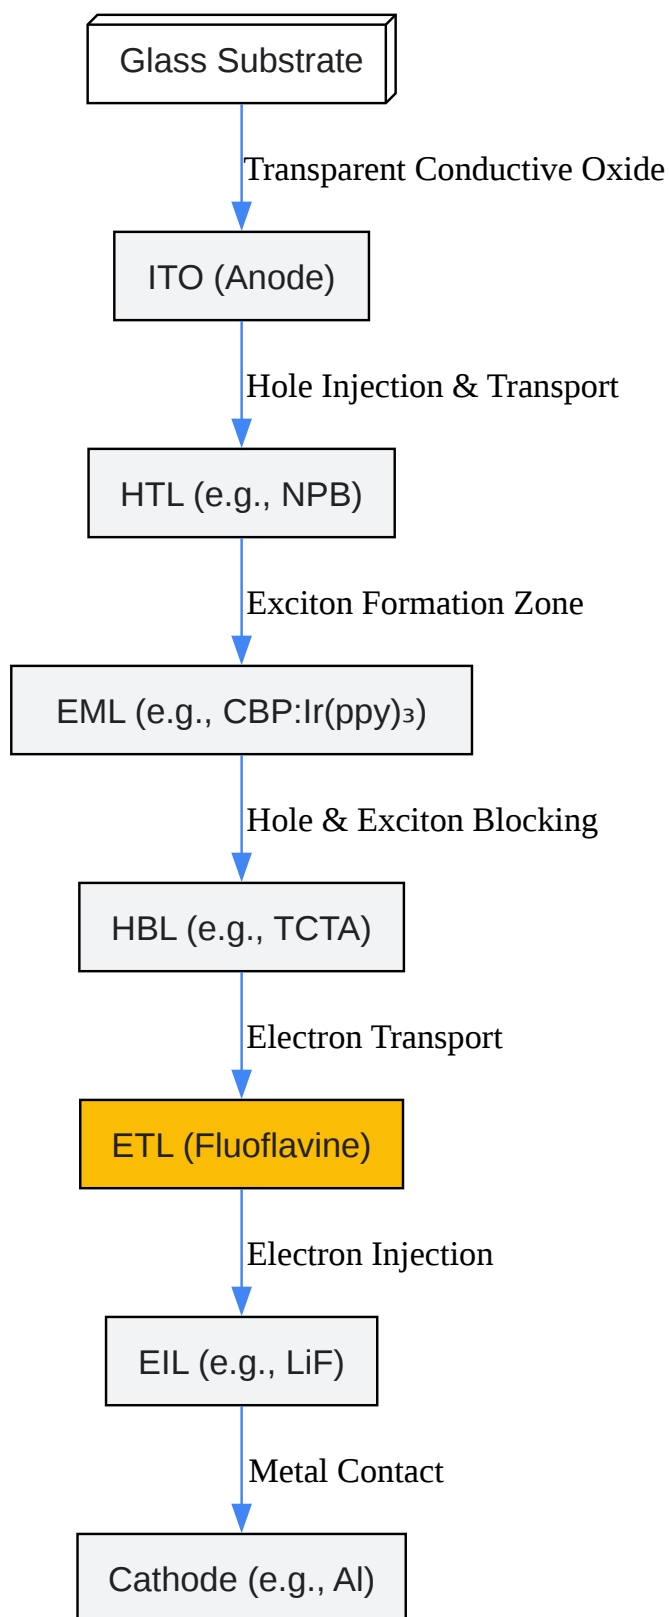 Glass Substrate
Transparent Conductive Oxide
ITO (Anode)
Hole Injection & Transport
HTL (e.g., NPB)
Exciton Formation Zone
EML (e.g., CBP:Ir(ppy)₃)
Hole & Exciton Blocking
HBL (e.g., TCTA)
Electron Transport
ETL (Fluoflavine)
Electron Injection
EIL (e.g., LiF)
Metal Contact
Cathode (e.g., Al)